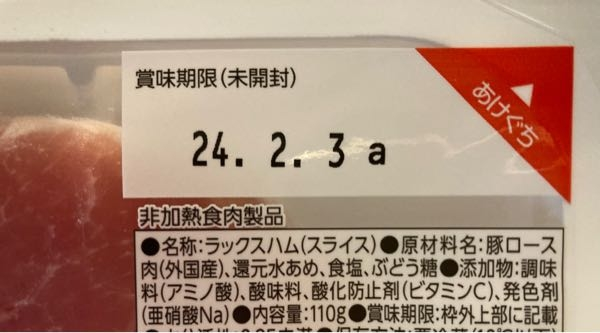 賞味期限(未開封)
あけぐち
24. 2. 3 a
非加熱食肉製品
●名称:ラックスハム(スライス)●原材料名:豚ロース
肉(外国産)、還元水あめ、食塩、ぶどう糖●添加物:調味
料(アミノ酸)、酸味料、酸化防止剤(ビタミンC)、発色剤
(亜硝酸Na)●内容量:110g●賞味期限:枠外上部に記載